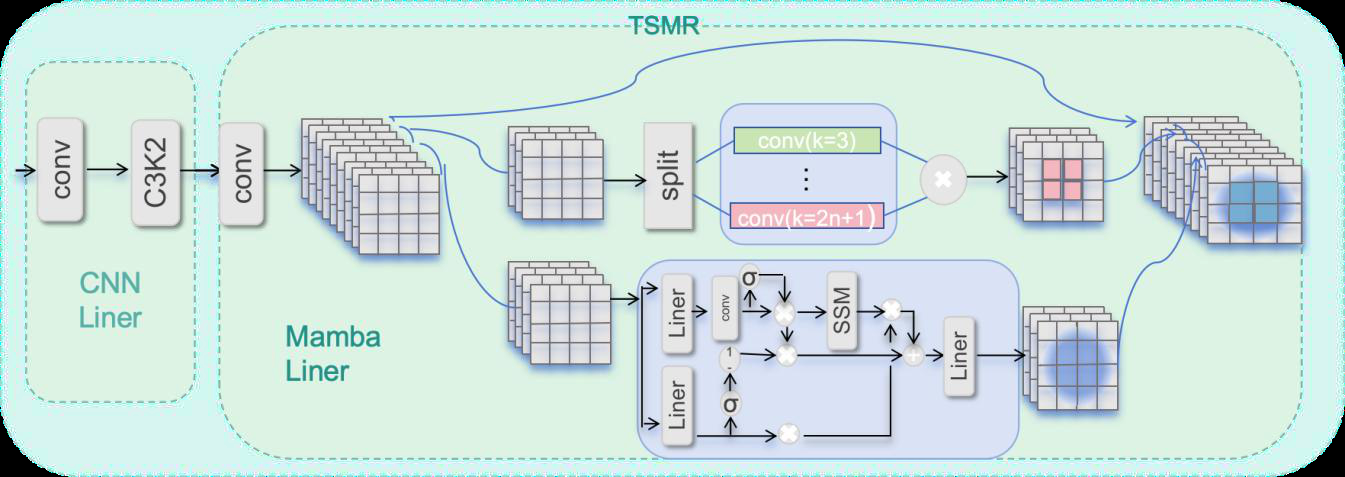 TSMR
conv
C3K2
conv
split
conv(k=3)
⋮
conv(k=2n+1)
CNN
Liner
Mamba
Liner
Liner
conv
σ
SSM
1-
Liner
σ
Liner